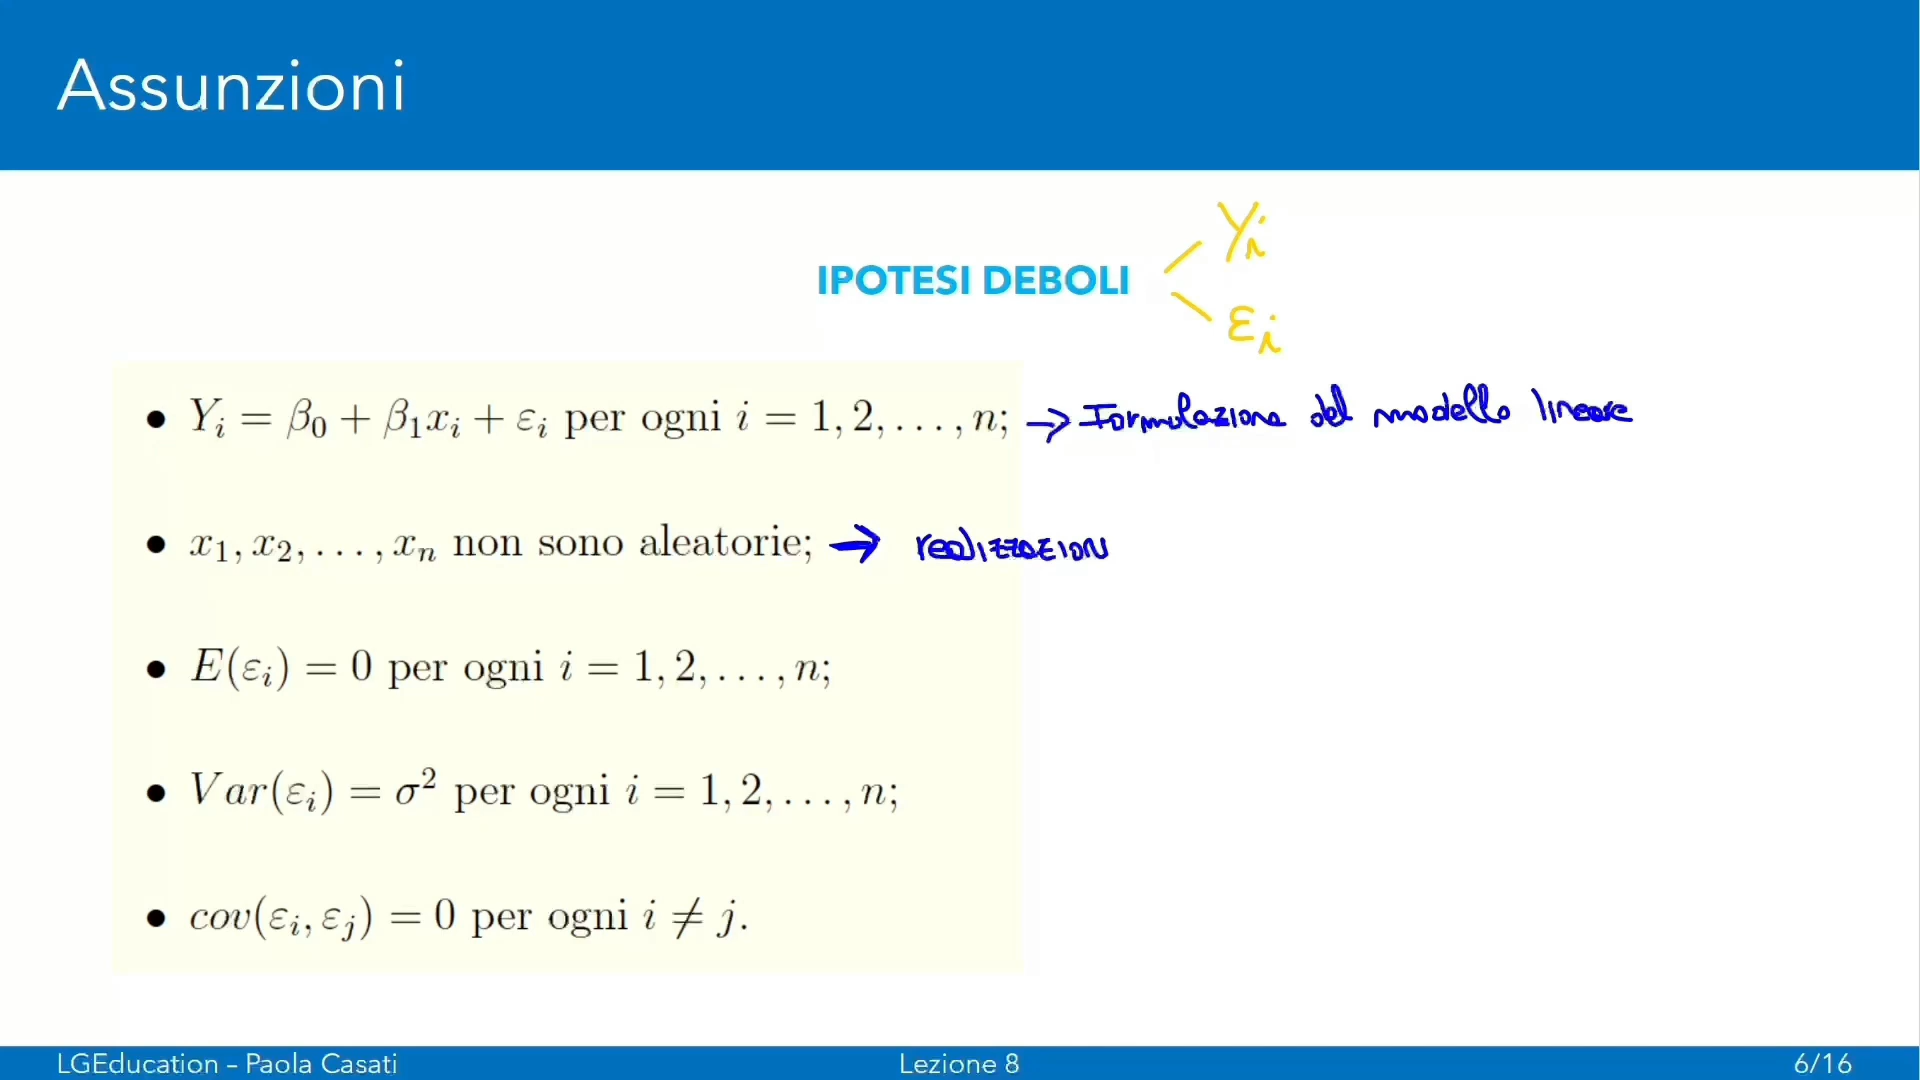 Assunzioni
IPOTESI DEBOLI
Yi
εi
• Yᵢ = β₀ + β₁xᵢ + εᵢ per ogni i = 1, 2, . . . , n; → Formulazione del modello lineare
• x₁, x₂, . . . , xₙ non sono aleatorie; → realizzazioni
• E(εᵢ) = 0 per ogni i = 1, 2, . . . , n;
• Var(εᵢ) = σ² per ogni i = 1, 2, . . . , n;
• cov(εᵢ, εⱼ) = 0 per ogni i ≠ j.
LGEducation – Paola Casati
Lezione 8
6/16